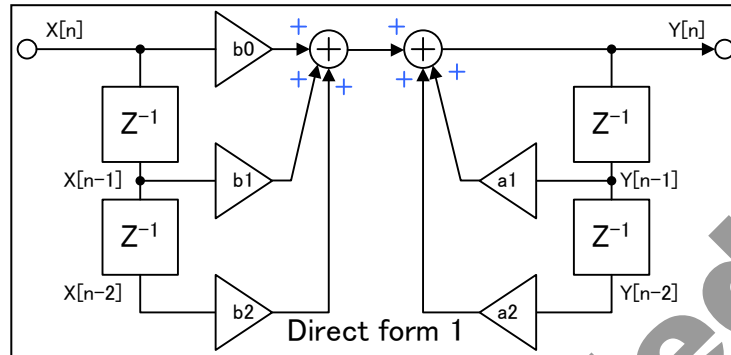 X[n]
b0
+ + Y[n]
+ + + + +
Z⁻¹
Z⁻¹
X[n-1]
b1
a1
Y[n-1]
Z⁻¹
Z⁻¹
X[n-2]
b2
a2
Y[n-2]
Direct form 1